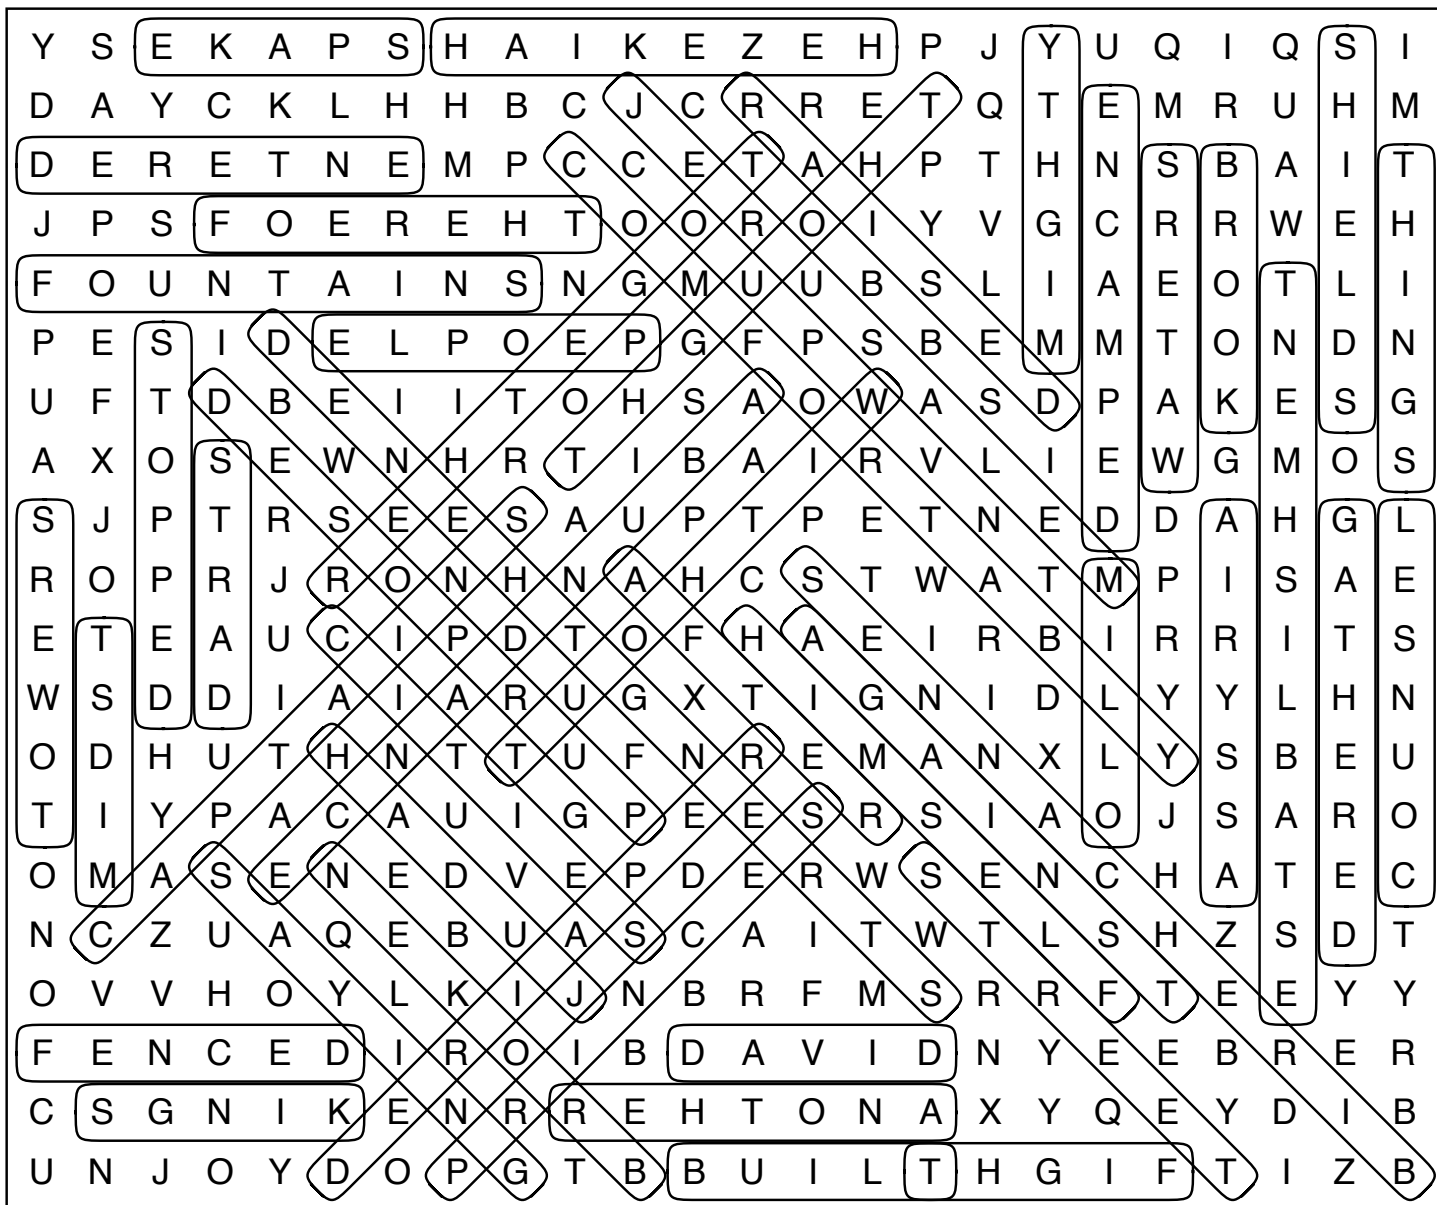 Y S E K A P S H A I K E Z E H P J Y U Q I Q S I
D A Y C K L H H B C J C R R E T Q T E M R U H M
D E R E T N E M P C C E T A H P T H N S B A I T
J P S F O E R E H T O O R O I Y V G C R R W E H
F O U N T A I N S N G M U U B S L I A E O T L I
P E S I D E L P O E P G F P S B E M M T O N D N
U F T D B E I I T O H S A O W A S D P A K E S G
A X O S E W N H R T I B A I R V L I E W G M O S
S J P T R S E E S A U P T P E T N E D D A H G L
R O P R J R O N H N A H C S T W A T M P I S A E
E T E A U C I P D T O F H A E I R B I R R I T S
W S D D I A I A R U G X T I G N I D L Y Y L H N
O D H U T H N T T U F N R E M A N X L Y S B E U
T I Y P A C A U I G P E E S R S I A O J S A R O
O M A S E N E D V E P D E R W S E N C H A T E C
N C Z U A Q E B U A S C A I T W T L S H Z S D T
O V V H O Y L K I J N B R F M S R R F T E E Y Y
F E N C E D I R O I B D A V I D N Y E E B R E R
C S G N I K E N R R E H T O N A X Y Q E Y D I B
U N J O Y D O P G T B B U I L T H G I F T I Z B